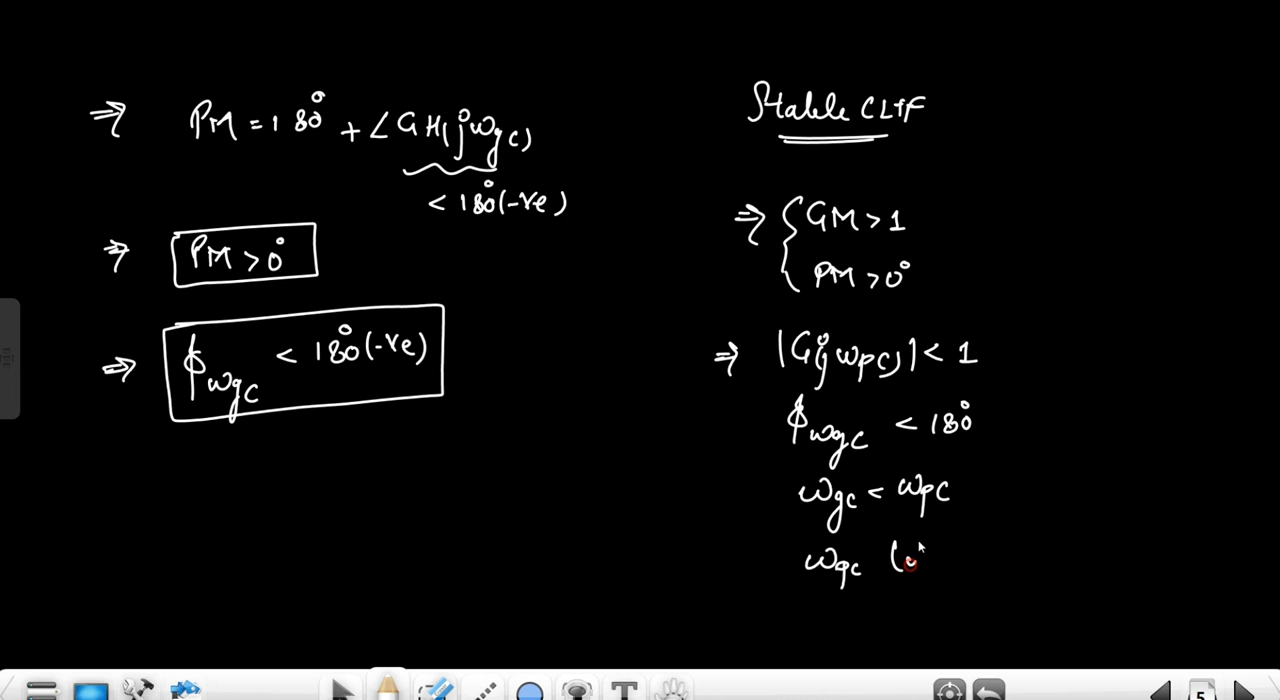 ⇒ PM = 180° + ∠GH(jωgc)
< 180°(-ve)
⇒ PM > 0°
⇒ ϕωgc < 180°(-ve)
Stable CLTF
⇒ { GM > 1
PM > 0°
⇒ |G(jωpc)| < 1
ϕωgc < 180°
ωgc < ωpc
ωgc (
T
5